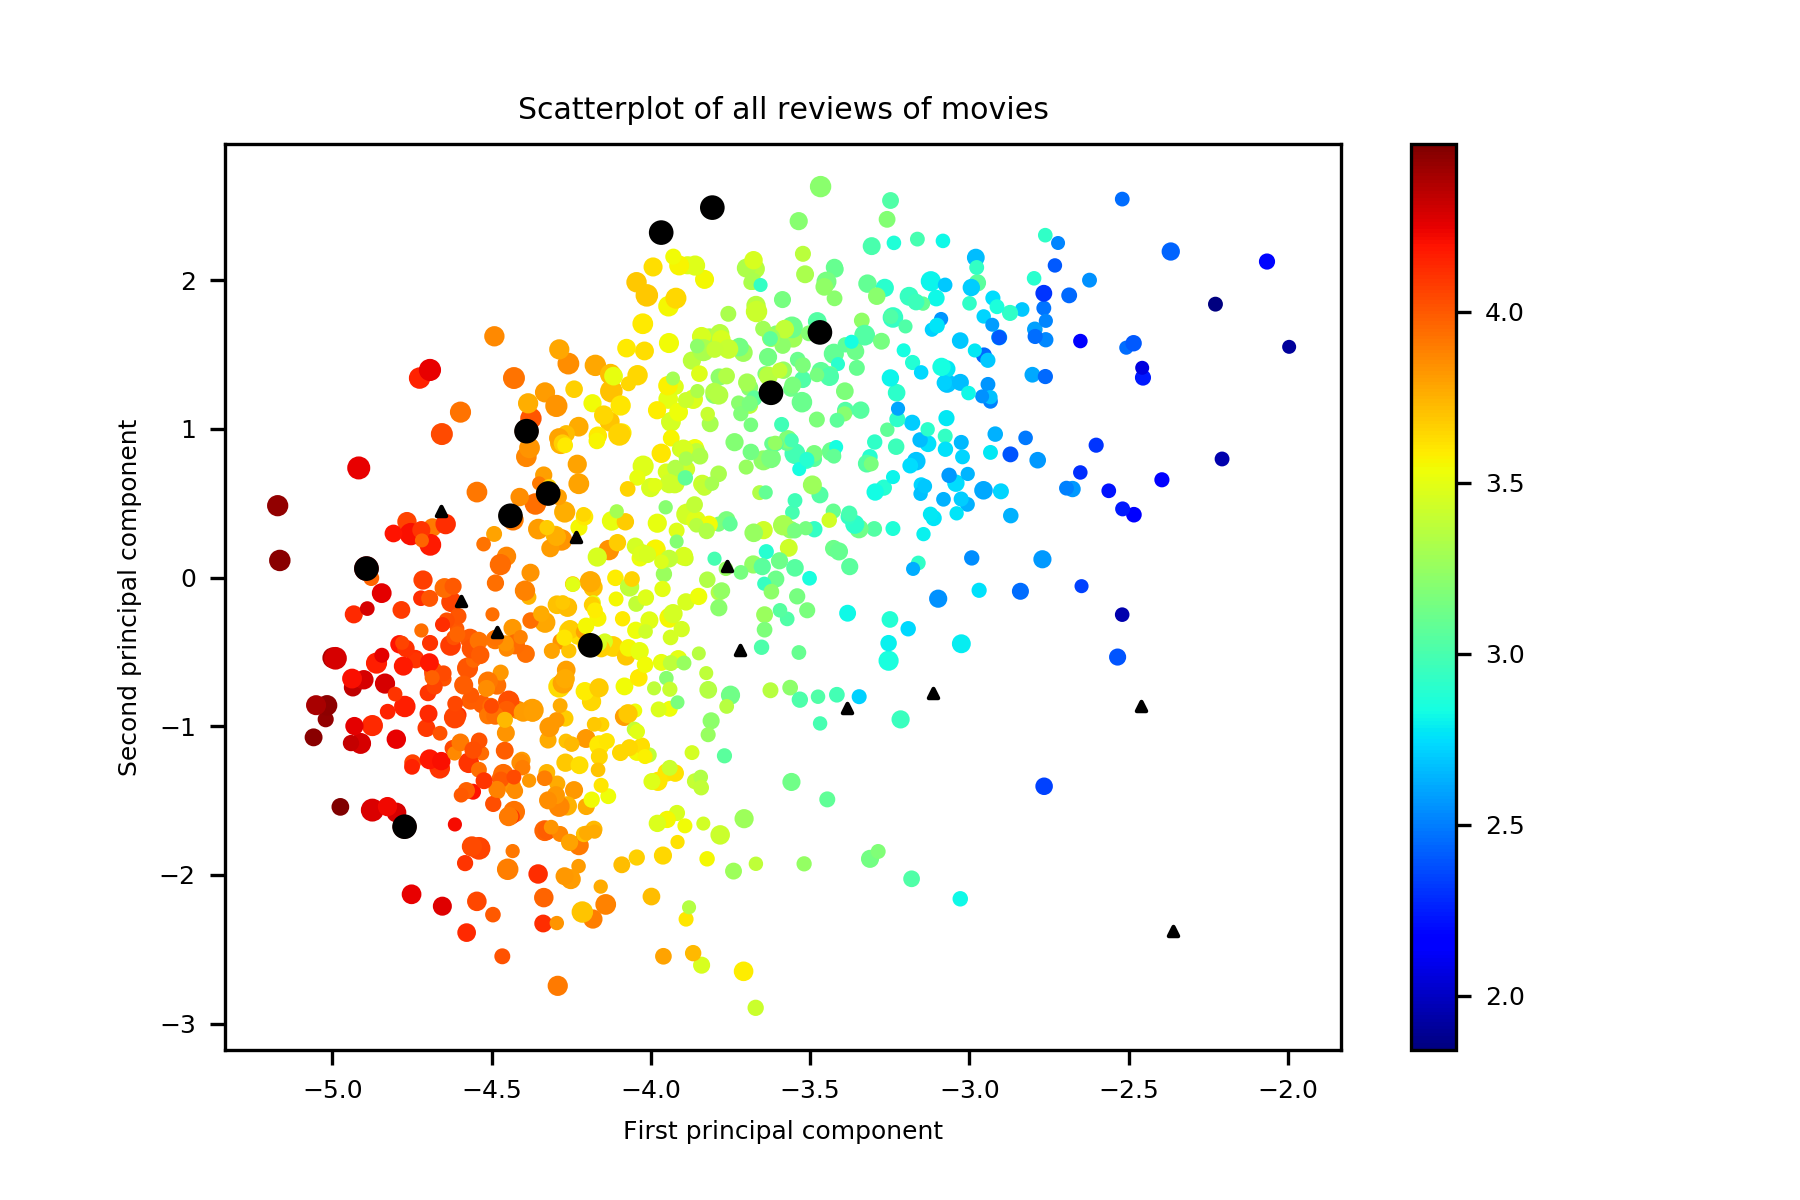 Scatterplot of all reviews of movies
Second principal component
2
1
0
−1
−2
−3
−5.0 −4.5 −4.0 −3.5 −3.0 −2.5 −2.0
First principal component
4.0
3.5
3.0
2.5
2.0